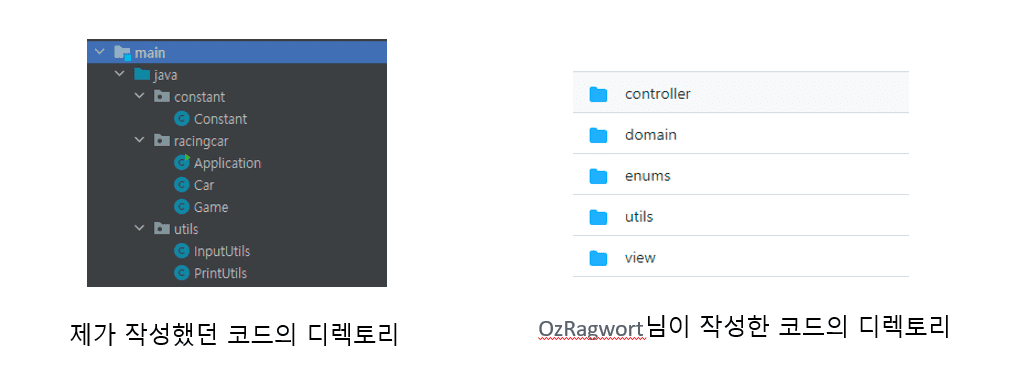 main
java
constant
Constant
racingcar
Application
Car
Game
utils
InputUtils
PrintUtils
제가 작성했던 코드의 디렉토리
controller
domain
enums
utils
view
OzRagwort님이 작성한 코드의 디렉토리